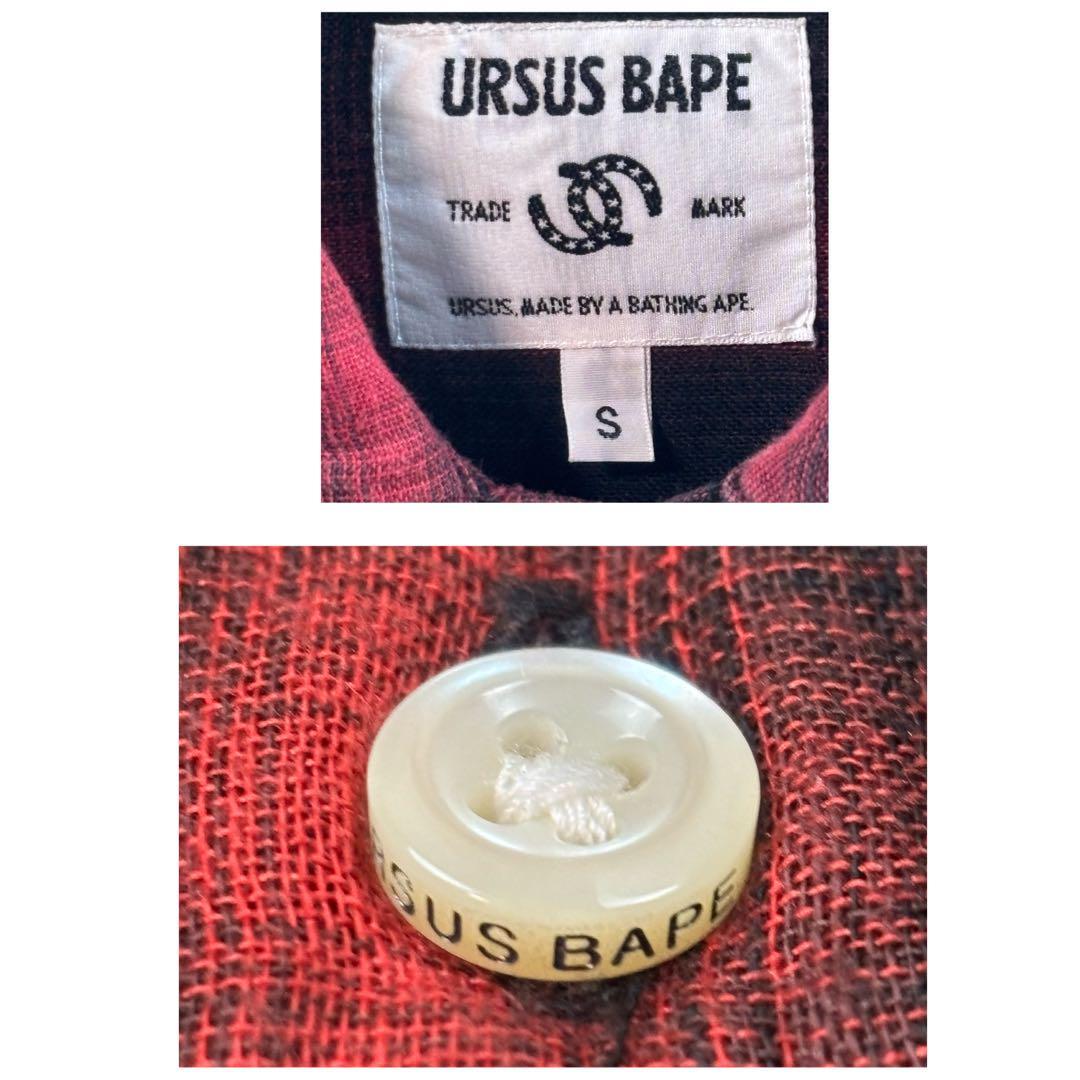 URSUS BAPE
TRADE MARK
URSUS, MADE BY A BATHING APE.
S
RSUS BAPE